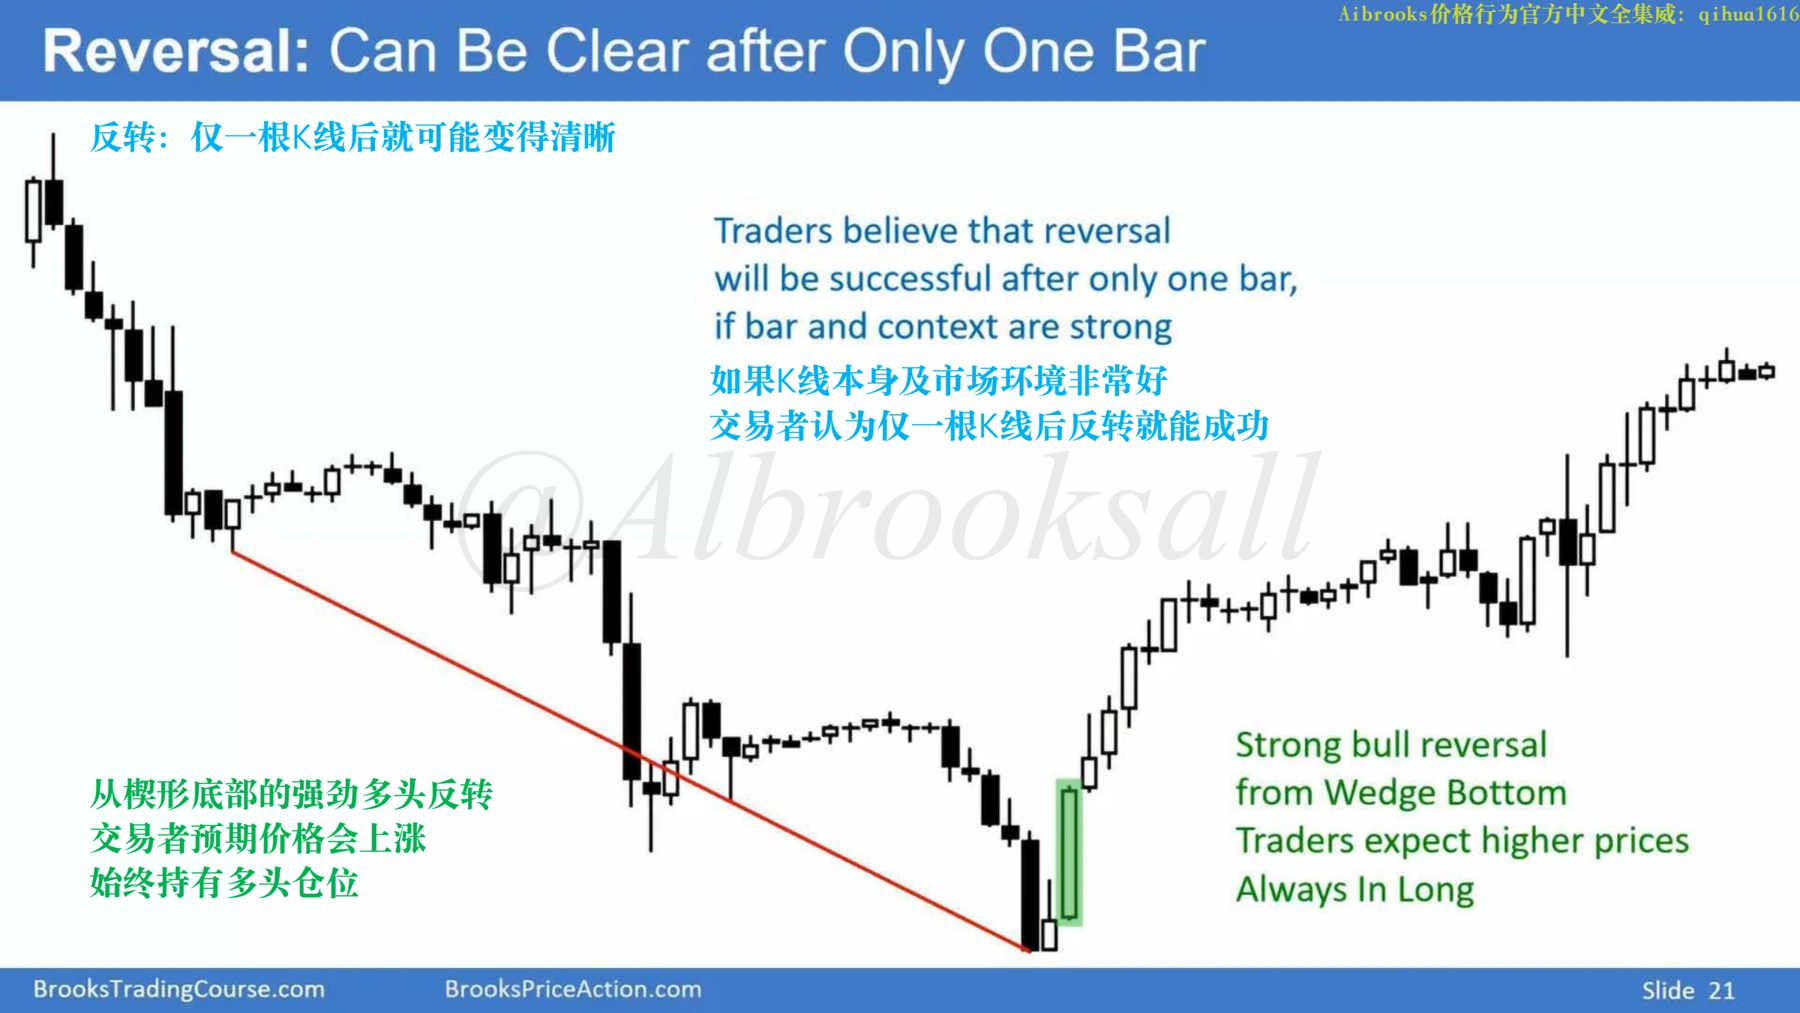 Aibrooks价格行为官方中文全集威：qihua1616
Reversal: Can Be Clear after Only One Bar
反转：仅一根K线后就可能变得清晰
Traders believe that reversal
will be successful after only one bar,
if bar and context are strong
如果K线本身及市场环境非常好
交易者认为仅一根K线后反转就能成功
@Albrooksall
从楔形底部的强劲多头反转
交易者预期价格会上涨
始终持有多头仓位
Strong bull reversal
from Wedge Bottom
Traders expect higher prices
Always In Long
BrooksTradingCourse.com
BrooksPriceAction.com
Slide 21